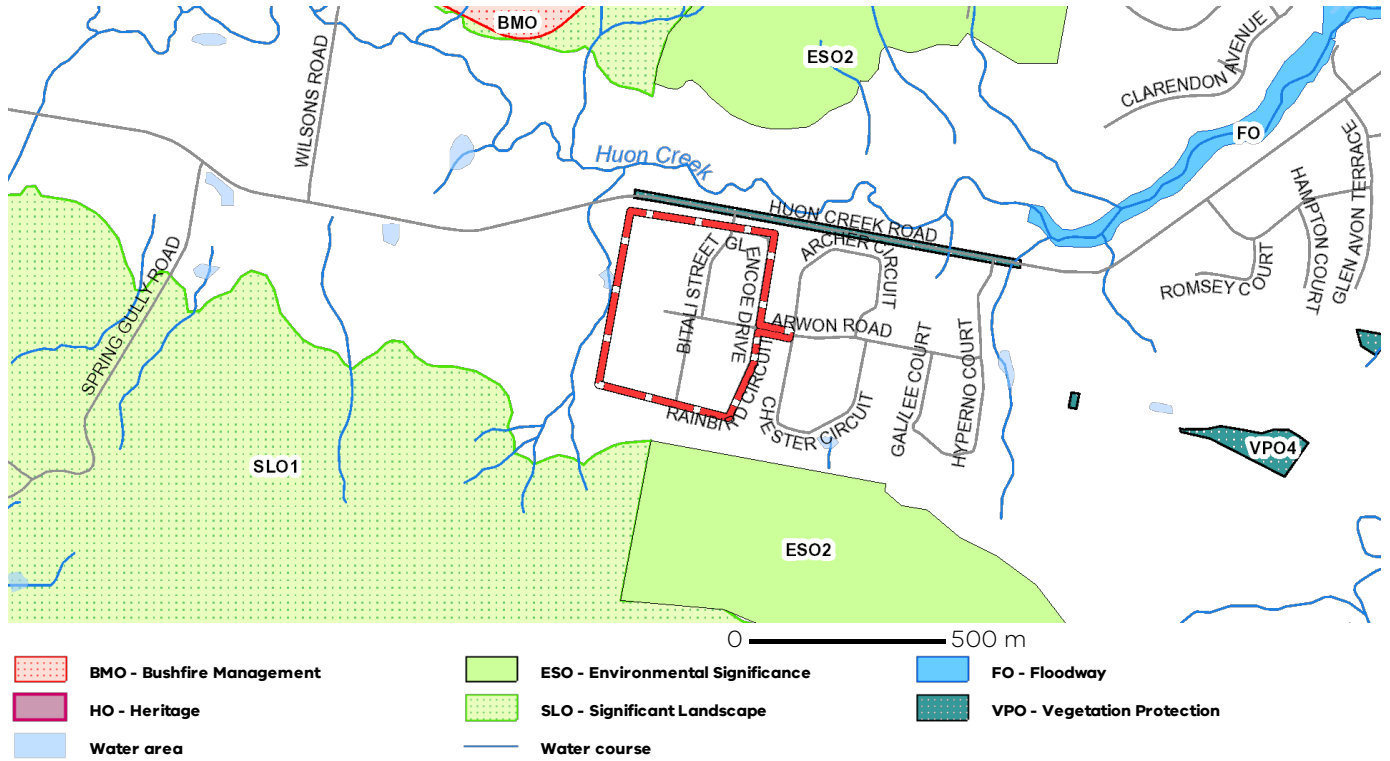 BMO
ESO2
CLARENDON AVENUE
WILSONS ROAD
FO
Huon Creek
GLEN AVON TERRACE
HAMPTON COURT
HUON CREEK ROAD
ARCHER CIRCUIT
GLENCOE DRIVE
BITALI STREET
ROMSEY COURT
SPRING GULLY ROAD
ARWON ROAD
GALILEE COURT
HYPERNO COURT
RAINBIRD CIRCUIT
CHESTER CIRCUIT
VPO4
SLO1
ESO2
0 500 m
BMO - Bushfire Management
ESO - Environmental Significance
FO - Floodway
HO - Heritage
SLO - Significant Landscape
VPO - Vegetation Protection
Water area
Water course